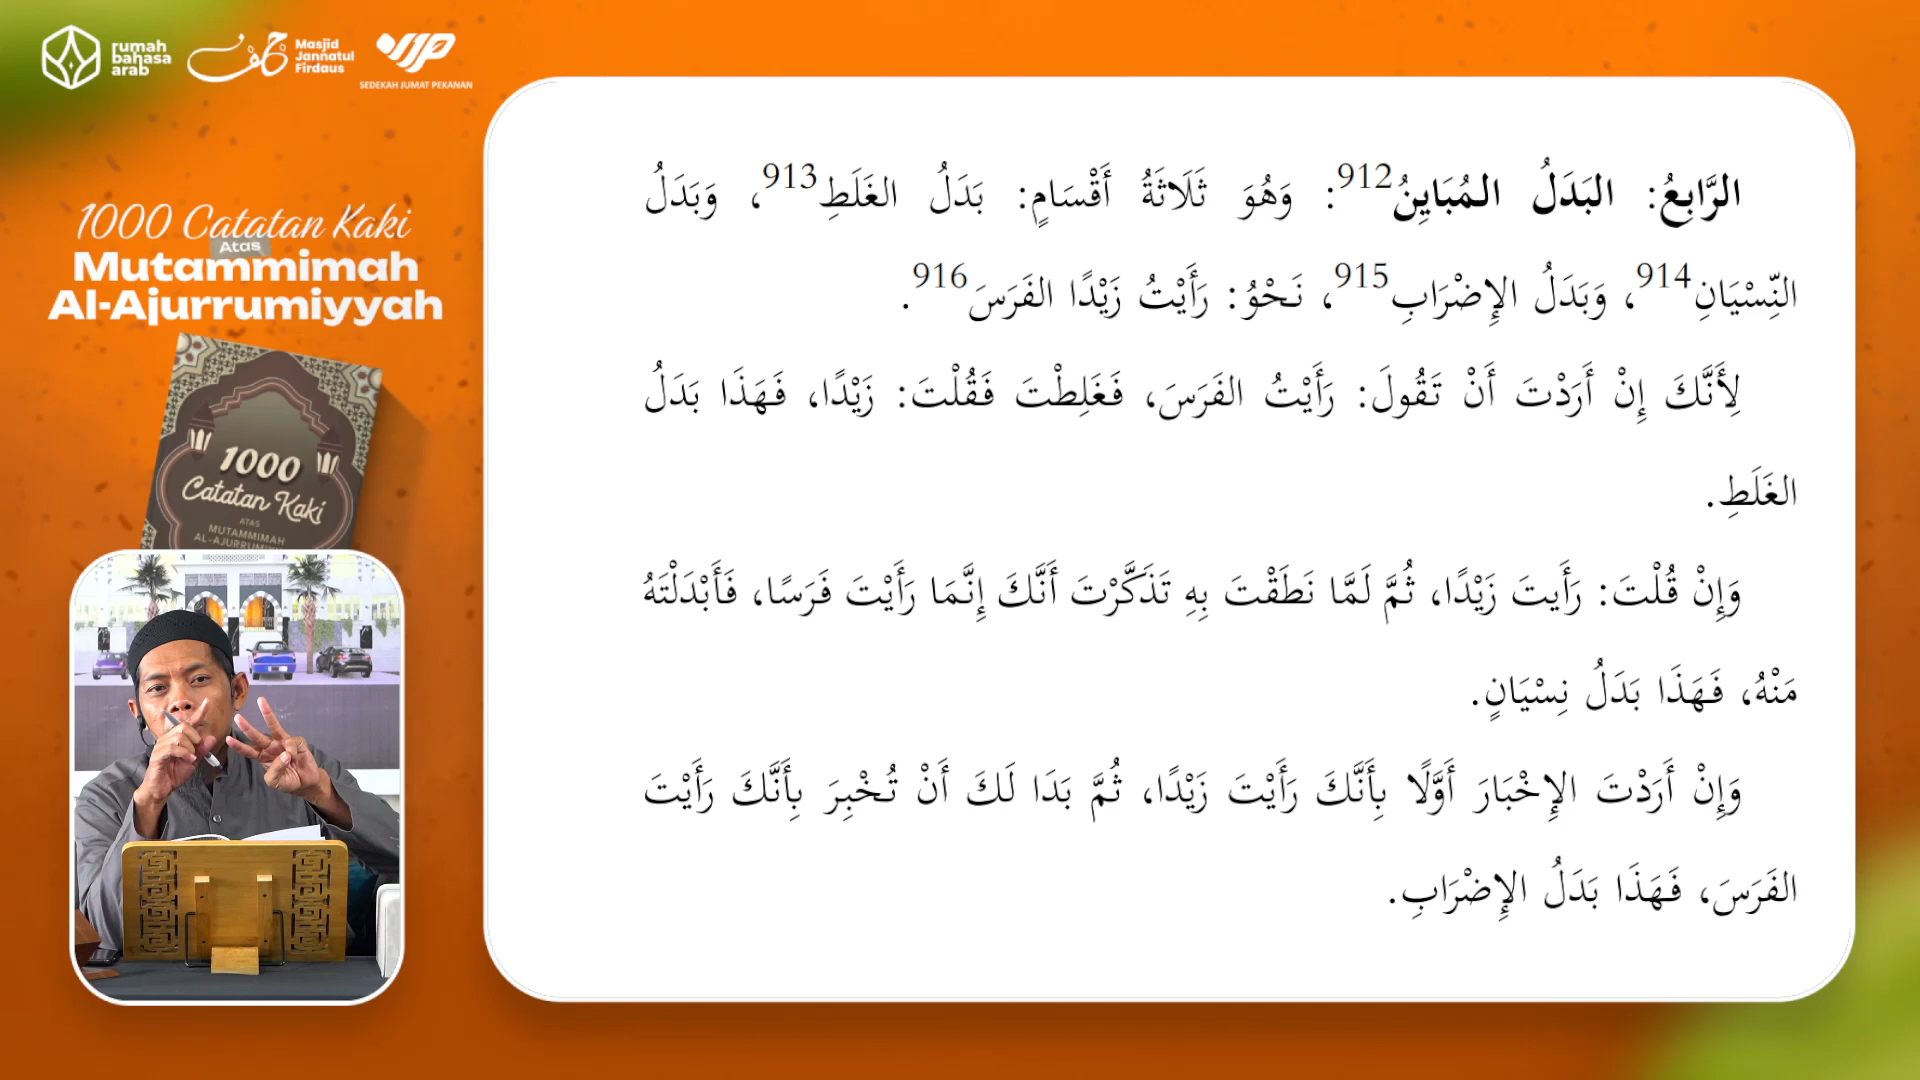 rumah
bahasa
arab
Masjid
Jannatul
Firdaus
VIP
SEDEKAH JUMAT PEKANAN
1000 Catatan Kaki
Atas
Mutammimah
Al-Ajurrumiyyah
1000
Catatan Kaki
ATAS
MUTAMMIMAH
الرَّابِعُ: البَدَلُ المُبَايِنُ912: وَهُوَ ثَلَاثَةُ أَقْسَامٍ: بَدَلُ الغَلَطِ913، وَبَدَلُ
النِّسْيَانِ914، وَبَدَلُ الإِضْرَابِ915، نَحْوُ: رَأَيْتُ زَيْدًا الفَرَسَ916.
لِأَنَّكَ إِنْ أَرَدْتَ أَنْ تَقُولَ: رَأَيْتُ الفَرَسَ، فَغَلِطْتَ فَقُلْتَ: زَيْدًا، فَهَذَا بَدَلُ
الغَلَطِ.
وَإِنْ قُلْتَ: رَأَيتَ زَيْدًا، ثُمَّ لَمَّا نَطَقْتَ بِهِ تَذَكَّرْتَ أَنَّكَ إِنَّمَا رَأَيْتَ فَرَسًا، فَأَبْدَلْتَهُ
مَنْهُ، فَهَذَا بَدَلُ نِسْيَانٍ.
وَإِنْ أَرَدْتَ الإِخْبَارَ أَوَّلًا بِأَنَّكَ رَأَيْتَ زَيْدًا، ثُمَّ بَدَا لَكَ أَنْ تُخْبِرَ بِأَنَّكَ رَأَيْتَ
الفَرَسَ، فَهَذَا بَدَلُ الإِضْرَابِ.